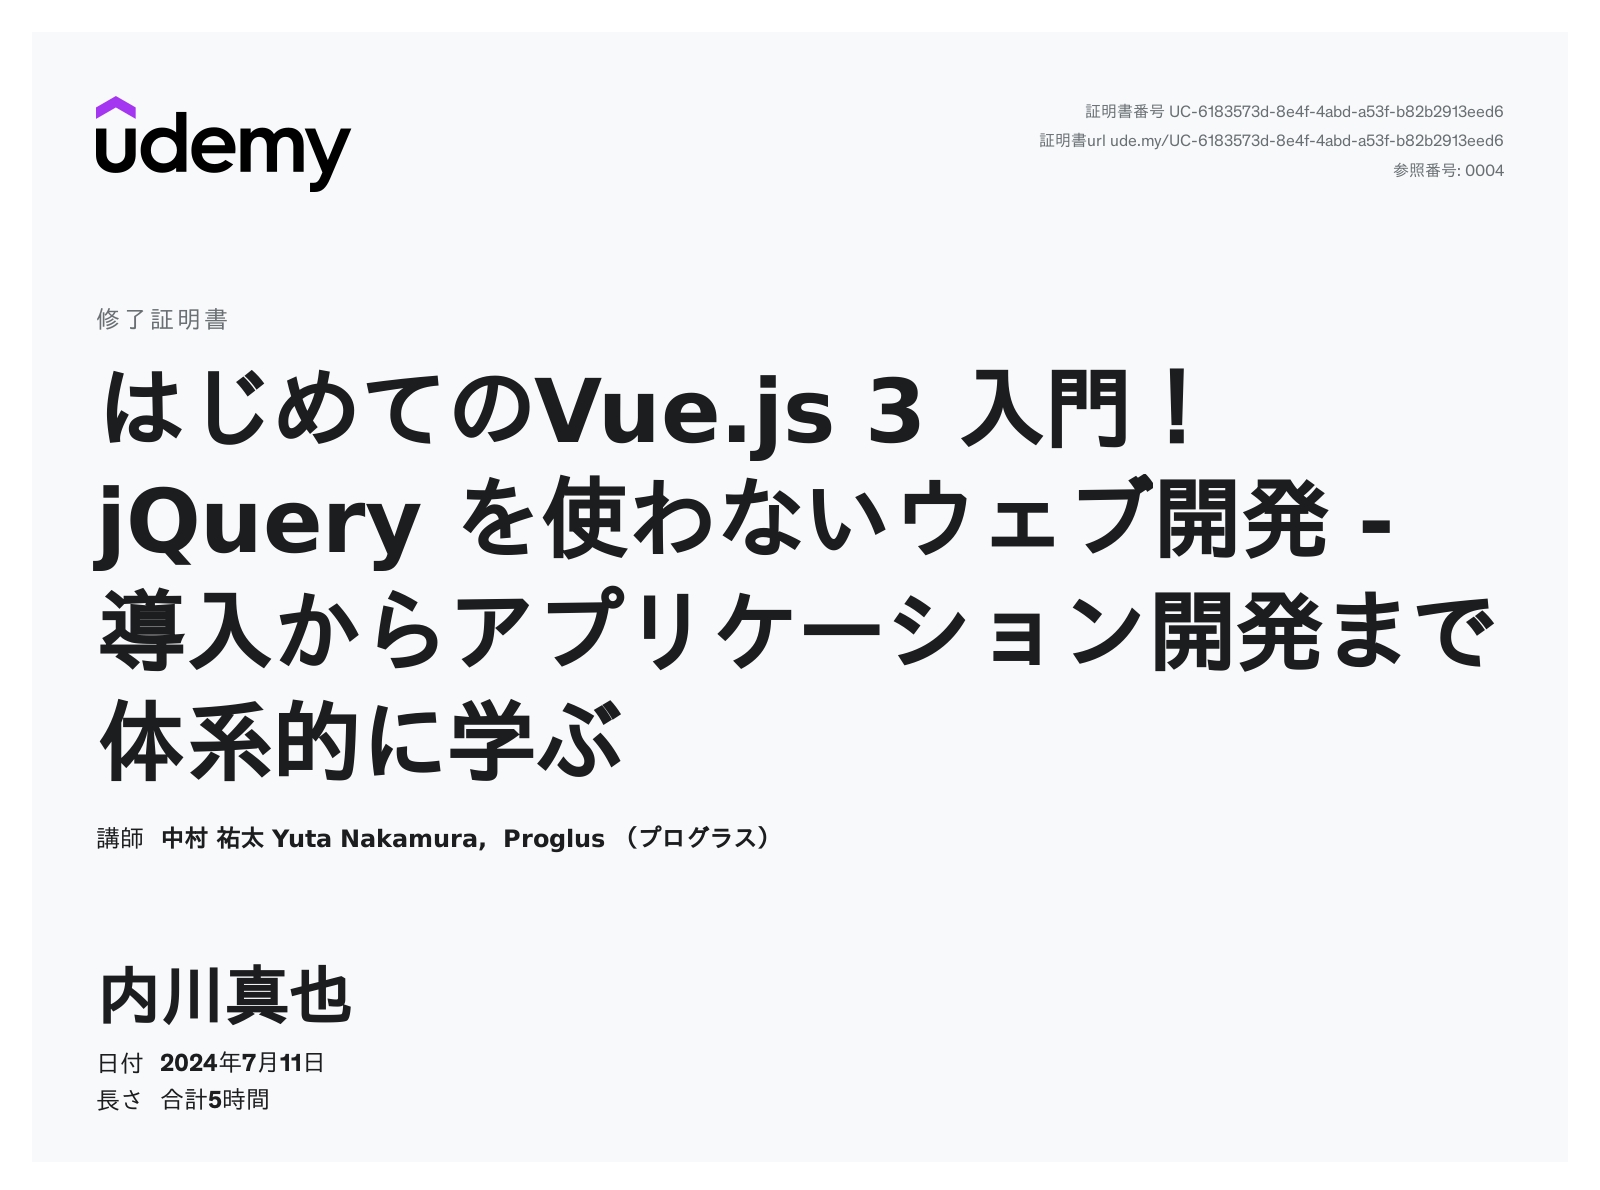 udemy
証明書番号 UC-6183573d-8e4f-4abd-a53f-b82b2913eed6
証明書url ude.my/UC-6183573d-8e4f-4abd-a53f-b82b2913eed6
参照番号: 0004
修了証明書
はじめてのVue.js 3 入門！
jQuery を使わないウェブ開発 -
導入からアプリケーション開発まで
体系的に学ぶ
講師 中村 祐太 Yuta Nakamura, Proglus （プログラス）
内川真也
日付 2024年7月11日
長さ 合計5時間